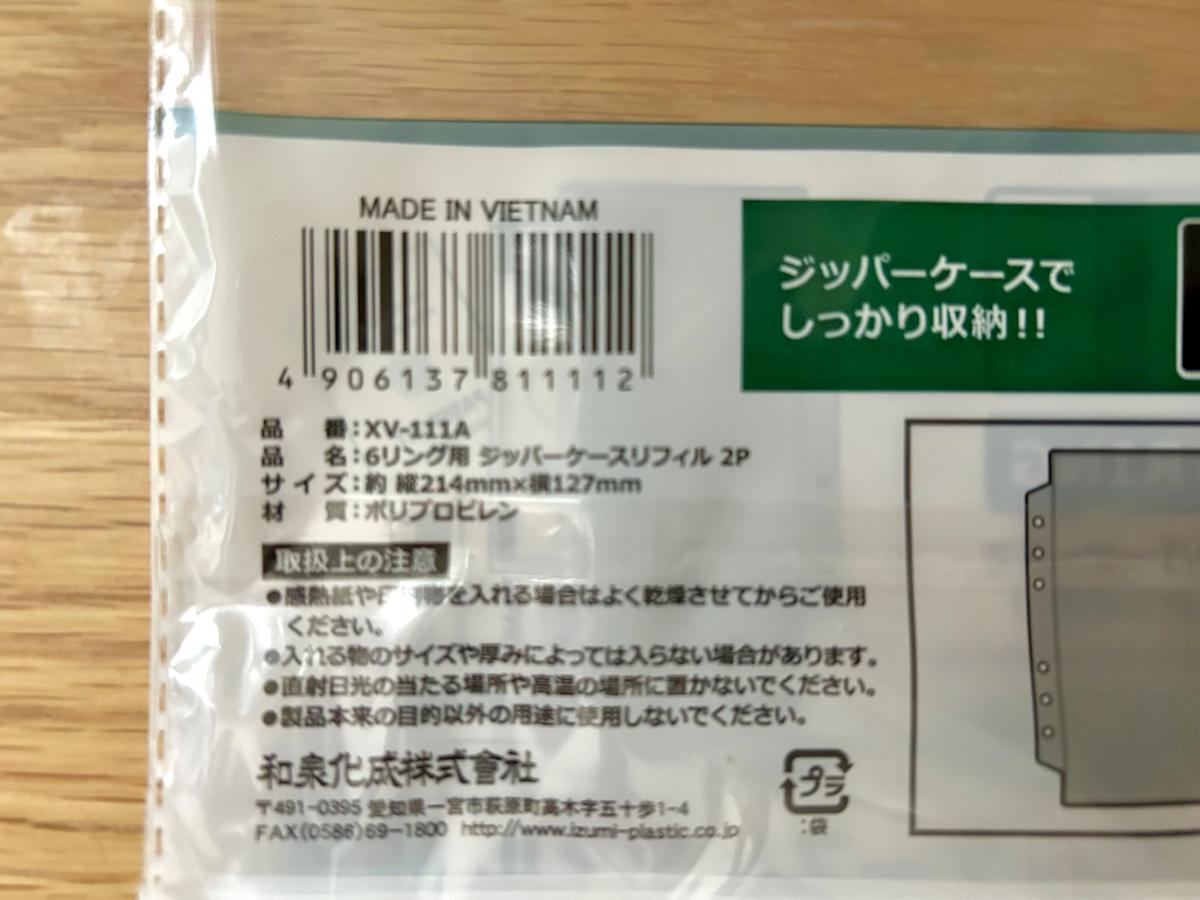 MADE IN VIETNAM
4 906137 811112
ジッパーケースで
しっかり収納!!
品 番:XV-111A
品 名:6リング用 ジッパーケースリフィル 2P
サイズ:約 縦214mm×横127mm
材 質:ポリプロピレン
取扱上の注意
●感熱紙や印刷物を入れる場合はよく乾燥させてからご使用
ください。
●入れる物のサイズや厚みによっては入らない場合があります。
●直射日光の当たる場所や高温の場所に置かないでください。
●製品本来の目的以外の用途に使用しないでください。
和泉化成株式會社
〒491-0395 愛知県一宮市萩原町高木字五十歩1-4
FAX(0586)69-1800 http://www.izumi-plastic.co.jp
プラ
:袋